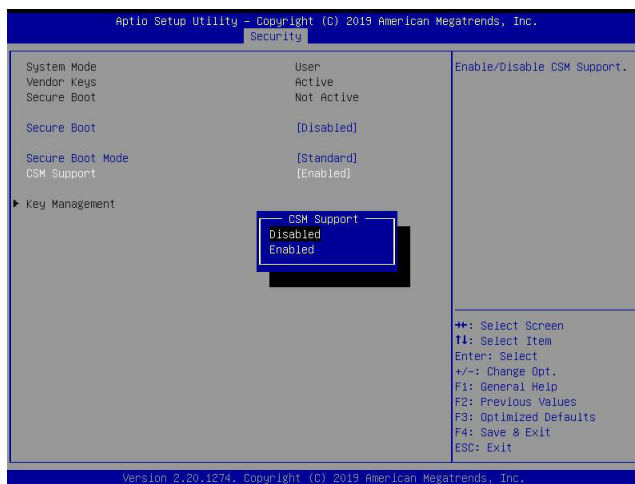 Aptio Setup Utility – Copyright (C) 2019 American Megatrends, Inc.
Security
System Mode User
Vendor Keys Active
Secure Boot Not Active
Secure Boot [Disabled]
Secure Boot Mode [Standard]
CSM Support [Enabled]
Key Management
CSM Support
Disabled
Enabled
Enable/Disable CSM Support.
→←: Select Screen
↑↓: Select Item
Enter: Select
+/-: Change Opt.
F1: General Help
F2: Previous Values
F3: Optimized Defaults
F4: Save & Exit
ESC: Exit
Version 2.20.1274. Copyright (C) 2019 American Megatrends, Inc.